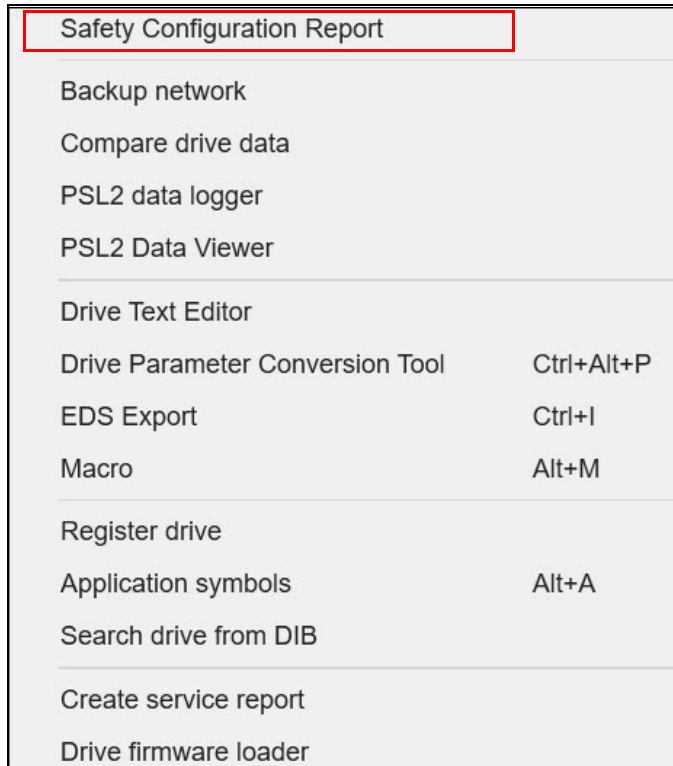 Safety Configuration Report
Backup network
Compare drive data
PSL2 data logger
PSL2 Data Viewer
Drive Text Editor
Drive Parameter Conversion Tool Ctrl+Alt+P
EDS Export Ctrl+I
Macro Alt+M
Register drive
Application symbols Alt+A
Search drive from DIB
Create service report
Drive firmware loader